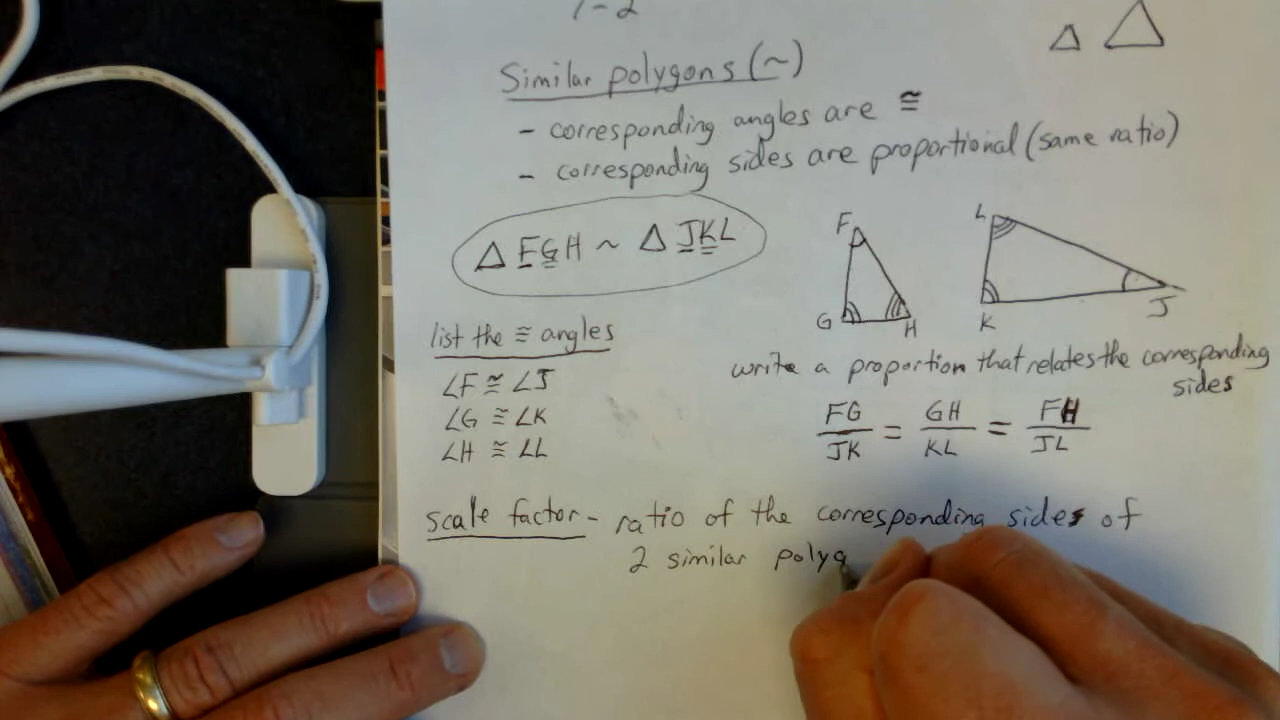 7-2
Similar polygons (~)
- corresponding angles are ≅
- corresponding sides are proportional (same ratio)
△ FGH ~ △ JKL
F
G
H
L
K
J
list the ≅ angles
∠F ≅ ∠J
∠G ≅ ∠K
∠H ≅ ∠L
write a proportion that relates the corresponding
sides
FG/JK = GH/KL = FH/JL
scale factor - ratio of the corresponding sides of
2 similar polyg